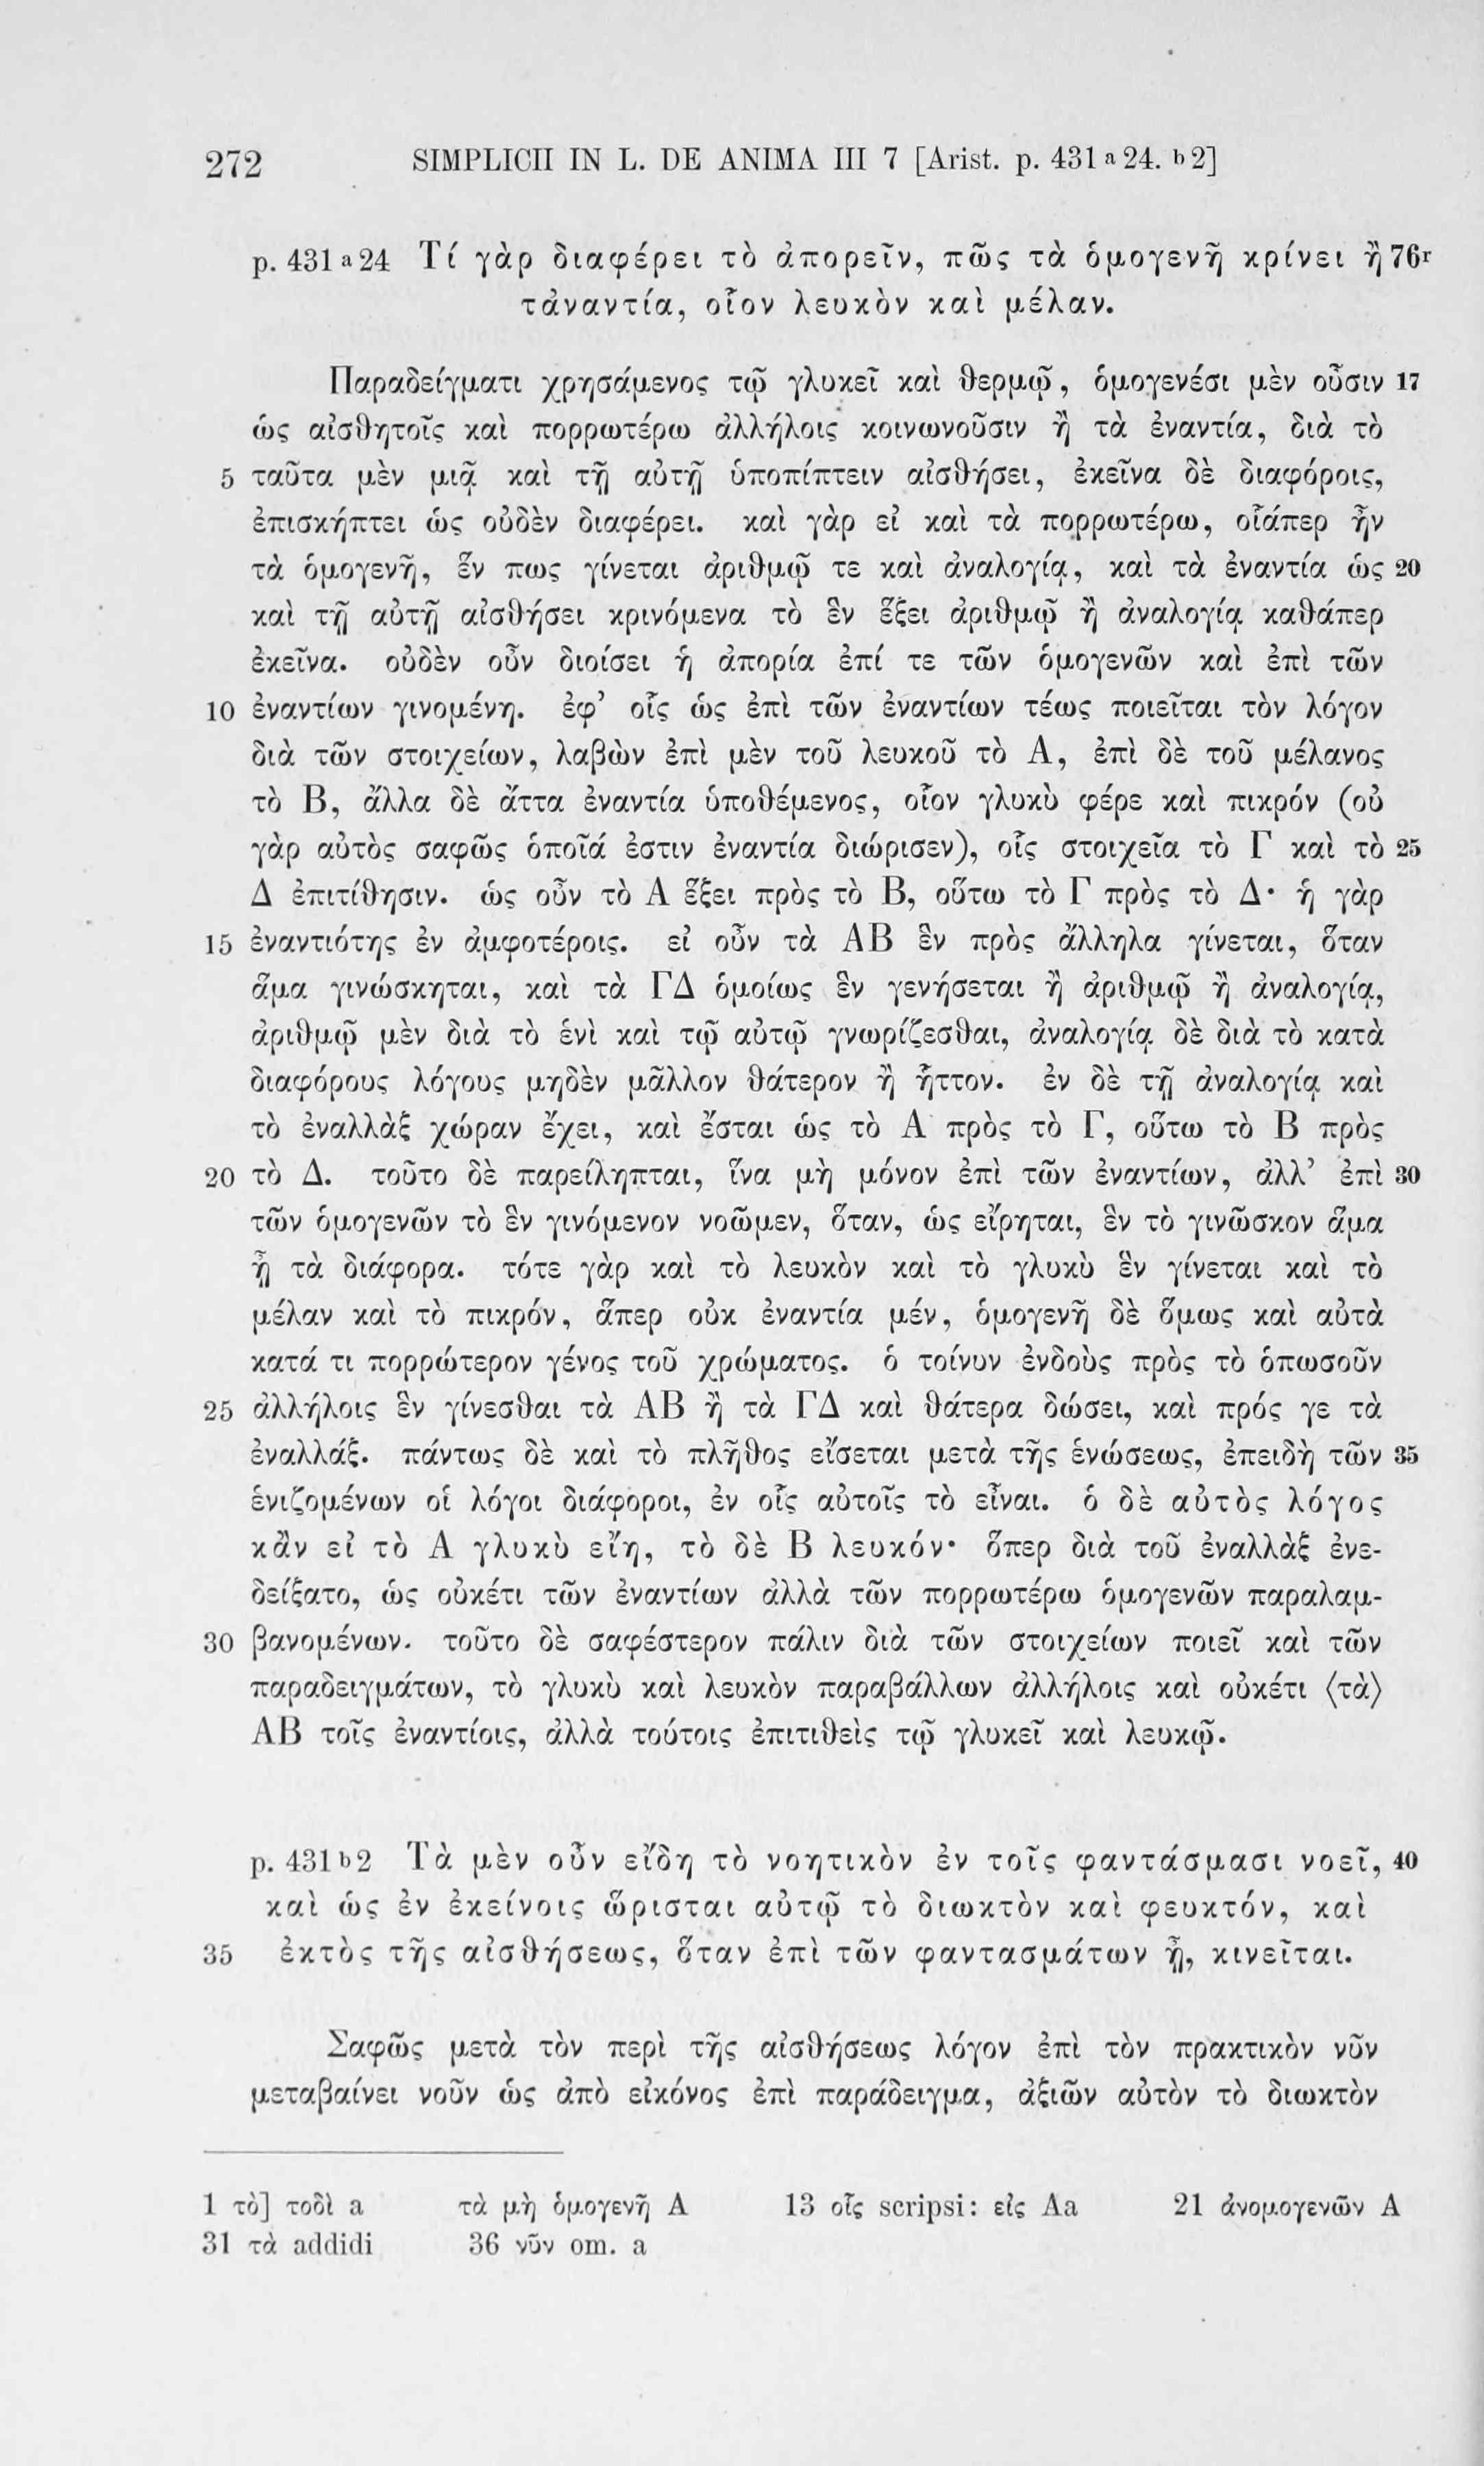 272 SIMPLICII IN L. DE ANIMA III 7 [Arist. p. 431 a 24. b 2]
p. 431 a 24 Τί γὰρ διαφέρει τὸ ἀπορεῖν, πῶς τὰ ὁμογενῆ κρίνει ἢ 76r
τἀναντία, οἷον λευκὸν καὶ μέλαν.
Παραδείγματι χρησάμενος τῷ γλυκεῖ καὶ θερμῷ, ὁμογενέσι μὲν οὖσιν 17
ὡς αἰσθητοῖς καὶ πορρωτέρω ἀλλήλοις κοινωνοῦσιν ἢ τὰ ἐναντία, διὰ τὸ
5 ταῦτα μὲν μιᾷ καὶ τῇ αὐτῇ ὑποπίπτειν αἰσθήσει, ἐκεῖνα δὲ διαφόροις,
ἐπισκήπτει ὡς οὐδὲν διαφέρει. καὶ γὰρ εἰ καὶ τὰ πορρωτέρω, οἷάπερ ἦν
τὰ ὁμογενῆ, ἕν πως γίνεται ἀριθμῷ τε καὶ ἀναλογίᾳ, καὶ τὰ ἐναντία ὡς 20
καὶ τῇ αὐτῇ αἰσθήσει κρινόμενα τὸ ἓν ἕξει ἀριθμῷ ἢ ἀναλογίᾳ καθάπερ
ἐκεῖνα. οὐδὲν οὖν διοίσει ἡ ἀπορία ἐπί τε τῶν ὁμογενῶν καὶ ἐπὶ τῶν
10 ἐναντίων γινομένη. ἐφ’ οἷς ὡς ἐπὶ τῶν ἐναντίων τέως ποιεῖται τὸν λόγον
διὰ τῶν στοιχείων, λαβὼν ἐπὶ μὲν τοῦ λευκοῦ τὸ Α, ἐπὶ δὲ τοῦ μέλανος
τὸ Β, ἄλλα δὲ ἄττα ἐναντία ὑποθέμενος, οἷον γλυκὺ φέρε καὶ πικρόν (οὐ
γὰρ αὐτὸς σαφῶς ὁποῖά ἐστιν ἐναντία διώρισεν), οἷς στοιχεῖα τὸ Γ καὶ τὸ 25
Δ ἐπιτίθησιν. ὡς οὖν τὸ Α ἕξει πρὸς τὸ Β, οὕτω τὸ Γ πρὸς τὸ Δ· ἡ γὰρ
15 ἐναντιότης ἐν ἀμφοτέροις. εἰ οὖν τὰ ΑΒ ἓν πρὸς ἄλληλα γίνεται, ὅταν
ἅμα γινώσκηται, καὶ τὰ ΓΔ ὁμοίως ἓν γενήσεται ἢ ἀριθμῷ ἢ ἀναλογίᾳ,
ἀριθμῷ μὲν διὰ τὸ ἑνὶ καὶ τῷ αὐτῷ γνωρίζεσθαι, ἀναλογίᾳ δὲ διὰ τὸ κατὰ
διαφόρους λόγους μηδὲν μᾶλλον θάτερον ἢ ἧττον. ἐν δὲ τῇ ἀναλογίᾳ καὶ
τὸ ἐναλλὰξ χώραν ἔχει, καὶ ἔσται ὡς τὸ Α πρὸς τὸ Γ, οὕτω τὸ Β πρὸς
20 τὸ Δ. τοῦτο δὲ παρείληπται, ἵνα μὴ μόνον ἐπὶ τῶν ἐναντίων, ἀλλ’ ἐπὶ 30
τῶν ὁμογενῶν τὸ ἓν γινόμενον νοῶμεν, ὅταν, ὡς εἴρηται, ἓν τὸ γινῶσκον ἅμα
ᾖ τὰ διάφορα. τότε γὰρ καὶ τὸ λευκὸν καὶ τὸ γλυκὺ ἓν γίνεται καὶ τὸ
μέλαν καὶ τὸ πικρόν, ἅπερ οὐκ ἐναντία μέν, ὁμογενῆ δὲ ὅμως καὶ αὐτὰ
κατά τι πορρώτερον γένος τοῦ χρώματος. ὁ τοίνυν ἐνδοὺς πρὸς τὸ ὁπωσοῦν
25 ἀλλήλοις ἓν γίνεσθαι τὰ ΑΒ ἢ τὰ ΓΔ καὶ θάτερα δώσει, καὶ πρός γε τὰ
ἐναλλάξ. πάντως δὲ καὶ τὸ πλῆθος εἴσεται μετὰ τῆς ἑνώσεως, ἐπειδὴ τῶν 35
ἑνιζομένων οἱ λόγοι διάφοροι, ἐν οἷς αὐτοῖς τὸ εἶναι. ὁ δὲ αὐτὸς λόγος
κἂν εἰ τὸ Α γλυκὺ εἴη, τὸ δὲ Β λευκόν· ὅπερ διὰ τοῦ ἐναλλὰξ ἐνε-
δείξατο, ὡς οὐκέτι τῶν ἐναντίων ἀλλὰ τῶν πορρωτέρω ὁμογενῶν παραλαμ-
30 βανομένων. τοῦτο δὲ σαφέστερον πάλιν διὰ τῶν στοιχείων ποιεῖ καὶ τῶν
παραδειγμάτων, τὸ γλυκὺ καὶ λευκὸν παραβάλλων ἀλλήλοις καὶ οὐκέτι ⟨τὰ⟩
ΑΒ τοῖς ἐναντίοις, ἀλλὰ τούτοις ἐπιτιθεὶς τῷ γλυκεῖ καὶ λευκῷ.
p. 431 b 2 Τὰ μὲν οὖν εἴδη τὸ νοητικὸν ἐν τοῖς φαντάσμασι νοεῖ, 40
καὶ ὡς ἐν ἐκείνοις ὥρισται αὐτῷ τὸ διωκτὸν καὶ φευκτόν, καὶ
35 ἐκτὸς τῆς αἰσθήσεως, ὅταν ἐπὶ τῶν φαντασμάτων ᾖ, κινεῖται.
Σαφῶς μετὰ τὸν περὶ τῆς αἰσθήσεως λόγον ἐπὶ τὸν πρακτικὸν νῦν
μεταβαίνει νοῦν ὡς ἀπὸ εἰκόνος ἐπὶ παράδειγμα, ἀξιῶν αὐτὸν τὸ διωκτὸν
1 τὸ] τοδὶ a τὰ μὴ ὁμογενῆ A 13 οἷς scripsi: εἰς Aa 21 ἀνομογενῶν A
31 τὰ addidi 36 νῦν om. a